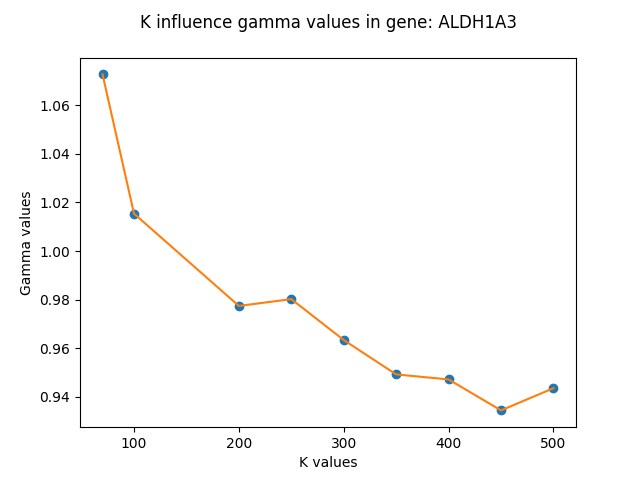 K influence gamma values in gene: ALDH1A3
1.06
1.04
1.02
1.00
0.98
0.96
0.94
Gamma values
100 200 300 400 500
K values